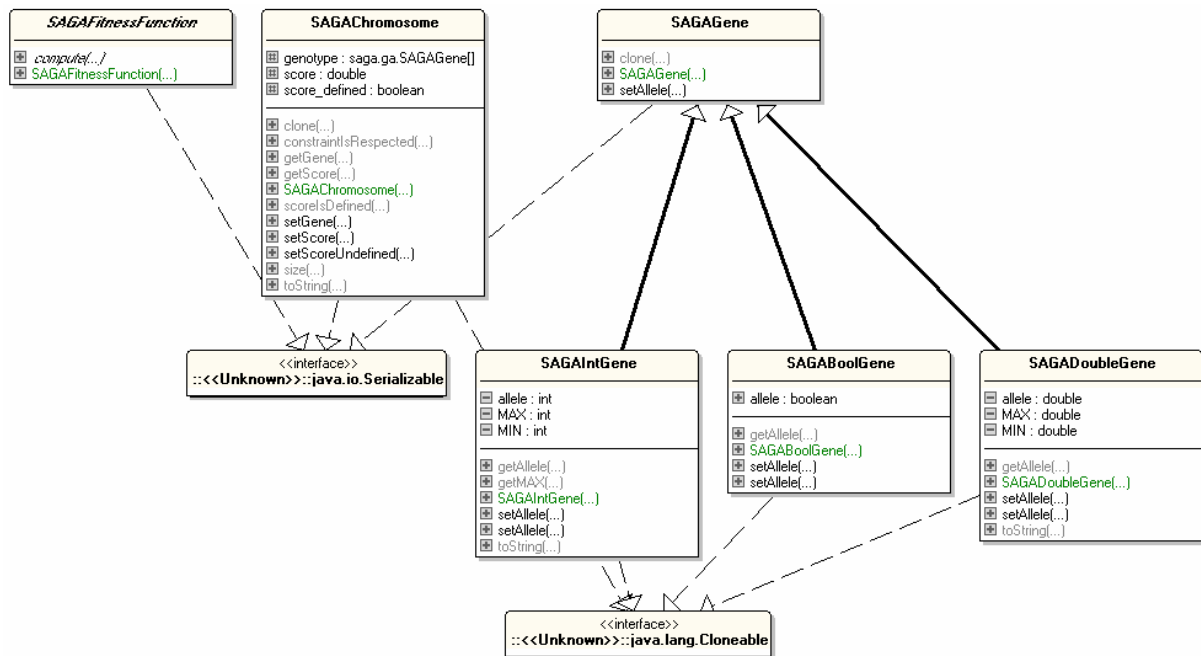 SAGAFitnessFunction
compute(...)
SAGAFitnessFunction(...)
SAGAChromosome
genotype : saga.ga.SAGAGene[]
score : double
score_defined : boolean
clone(...)
constraintIsRespected(...)
getGene(...)
getScore(...)
SAGAChromosome(...)
scoreIsDefined(...)
setGene(...)
setScore(...)
setScoreUndefined(...)
size(...)
toString(...)
SAGAGene
clone(...)
SAGAGene(...)
setAllele(...)
<<interface>>
::<<Unknown>>::java.io.Serializable
SAGAIntGene
allele : int
MAX : int
MIN : int
getAllele(...)
getMAX(...)
SAGAIntGene(...)
setAllele(...)
setAllele(...)
toString(...)
SAGABoolGene
allele : boolean
getAllele(...)
SAGABoolGene(...)
setAllele(...)
setAllele(...)
SAGADoubleGene
allele : double
MAX : double
MIN : double
getAllele(...)
SAGADoubleGene(...)
setAllele(...)
setAllele(...)
toString(...)
<<interface>>
::<<Unknown>>::java.lang.Cloneable